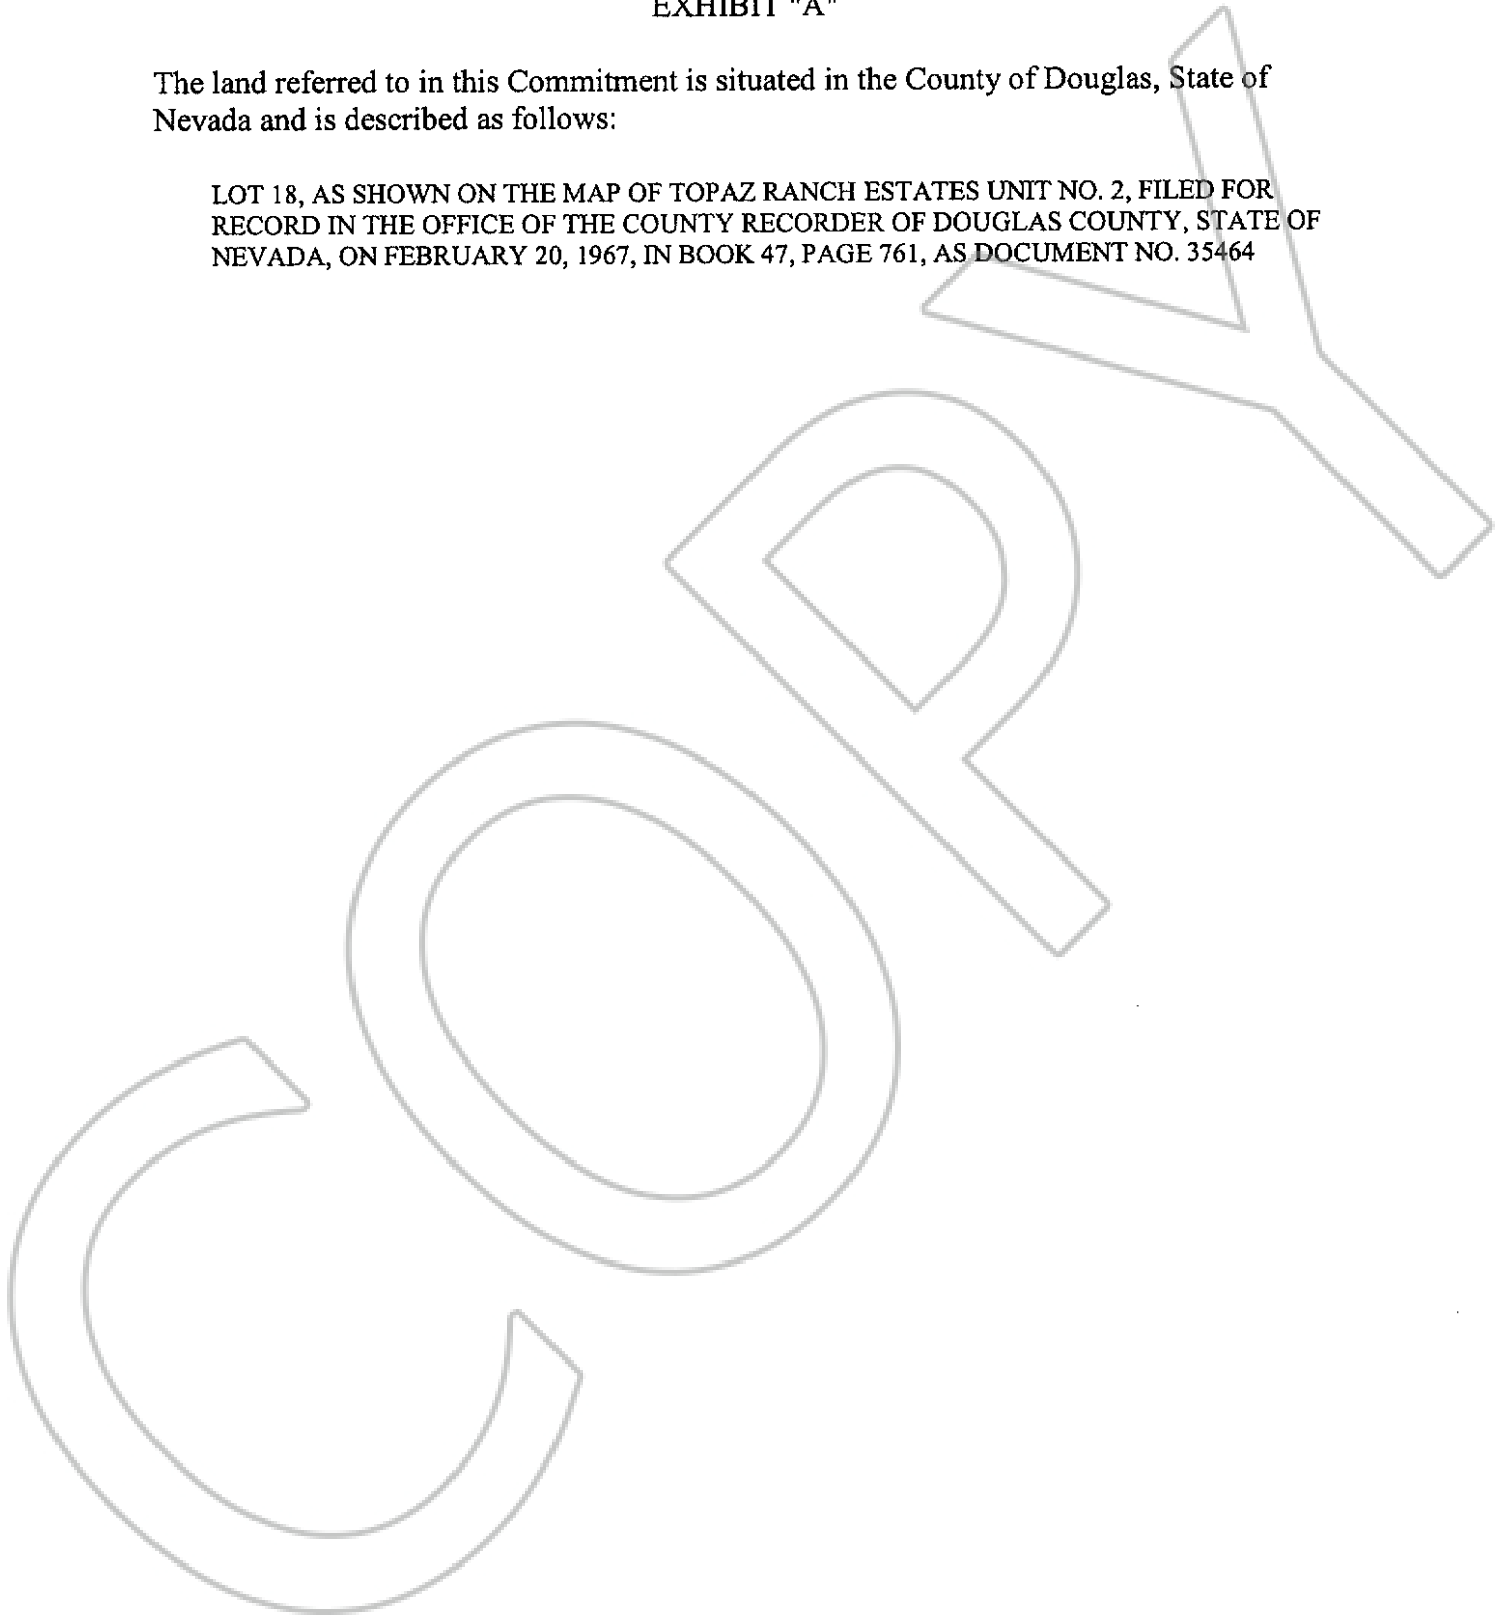 EXHIBIT "A"
The land referred to in this Commitment is situated in the County of Douglas, State of
Nevada and is described as follows:
LOT 18, AS SHOWN ON THE MAP OF TOPAZ RANCH ESTATES UNIT NO. 2, FILED FOR
RECORD IN THE OFFICE OF THE COUNTY RECORDER OF DOUGLAS COUNTY, STATE OF
NEVADA, ON FEBRUARY 20, 1967, IN BOOK 47, PAGE 761, AS DOCUMENT NO. 35464
COPY